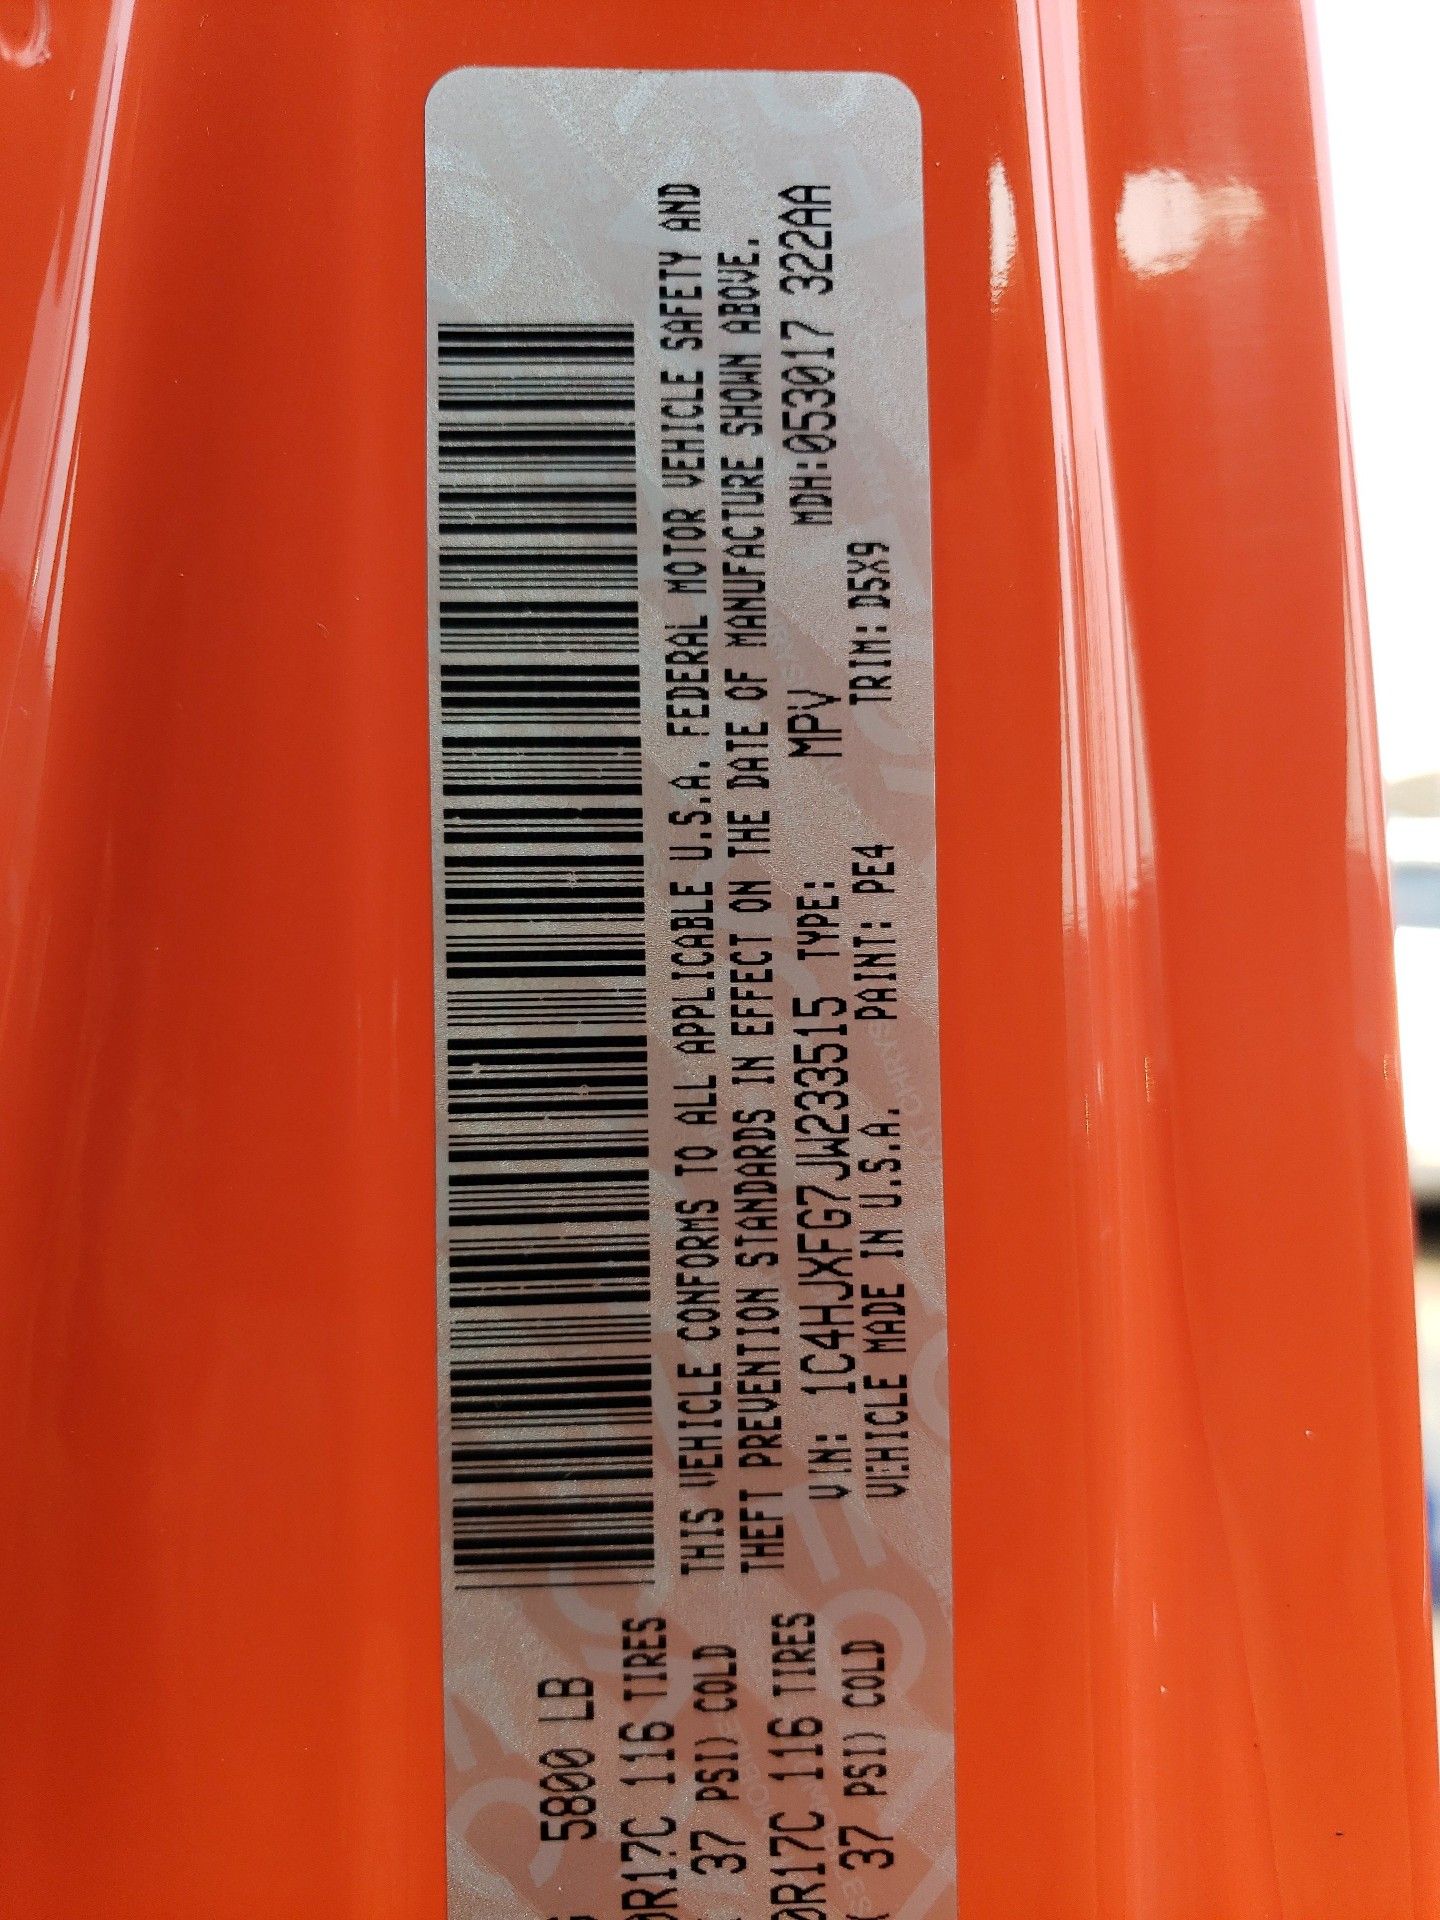 5800 LB
0R17C 116 TIRES
37 PSI) COLD
0R17C 116 TIRES
37 PSI) COLD
THIS VEHICLE CONFORMS TO ALL APPLICABLE U.S.A. FEDERAL MOTOR VEHICLE SAFETY AND
THEFT PREVENTION STANDARDS IN EFFECT ON THE DATE OF MANUFACTURE SHOWN ABOVE.
VIN: 1C4HJXFG7JW233515 TYPE: MPV MDH:053017 322AA
VEHICLE MADE IN U.S.A. PAINT: PE4 TRIM: D5X9